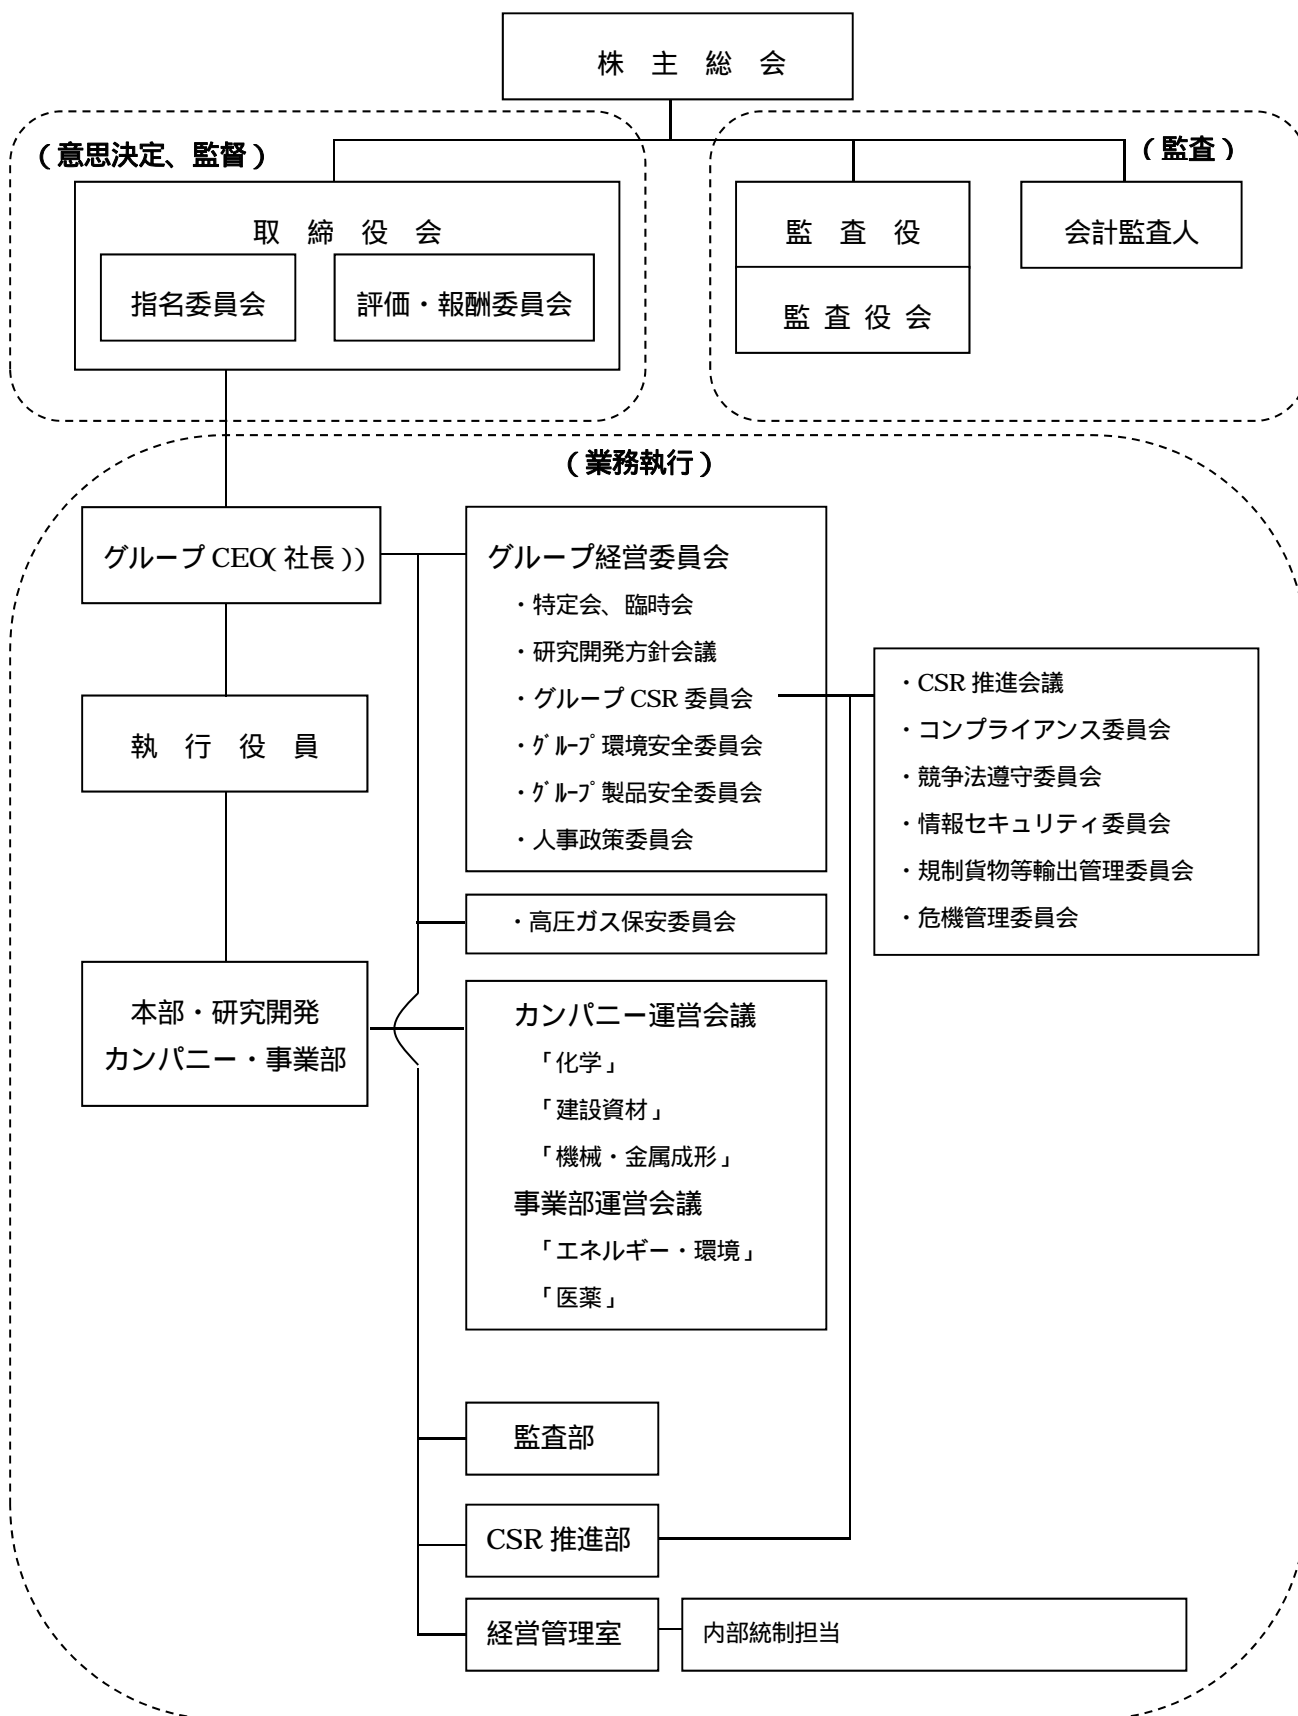 株 主 総 会
(意思決定、監督)
(監査)
取 締 役 会
指名委員会
評価・報酬委員会
監 査 役
監 査 役 会
会計監査人
(業務執行)
グループ CEO(社長))
執 行 役 員
本部・研究開発
カンパニー・事業部
グループ経営委員会
・特定会、臨時会
・研究開発方針会議
・グループ CSR 委員会
・グループ環境安全委員会
・グループ製品安全委員会
・人事政策委員会
・CSR 推進会議
・コンプライアンス委員会
・競争法遵守委員会
・情報セキュリティ委員会
・規制貨物等輸出管理委員会
・危機管理委員会
・高圧ガス保安委員会
カンパニー運営会議
「化学」
「建設資材」
「機械・金属成形」
事業部運営会議
「エネルギー・環境」
「医薬」
監査部
CSR 推進部
経営管理室
内部統制担当